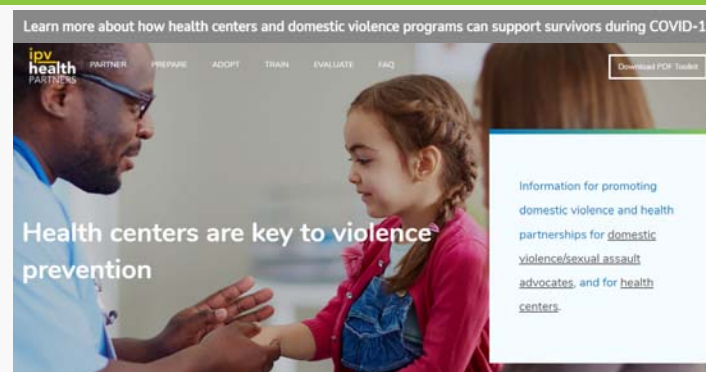 Learn more about how health centers and domestic violence programs can support survivors during COVID-1
ipv
health
PARTNERS
PARTNER PREPARE ADOPT TRAIN EVALUATE FAQ
Download PDF Toolkit
Health centers are key to violence
prevention
Information for promoting
domestic violence and health
partnerships for domestic
violence/sexual assault
advocates, and for health
centers.